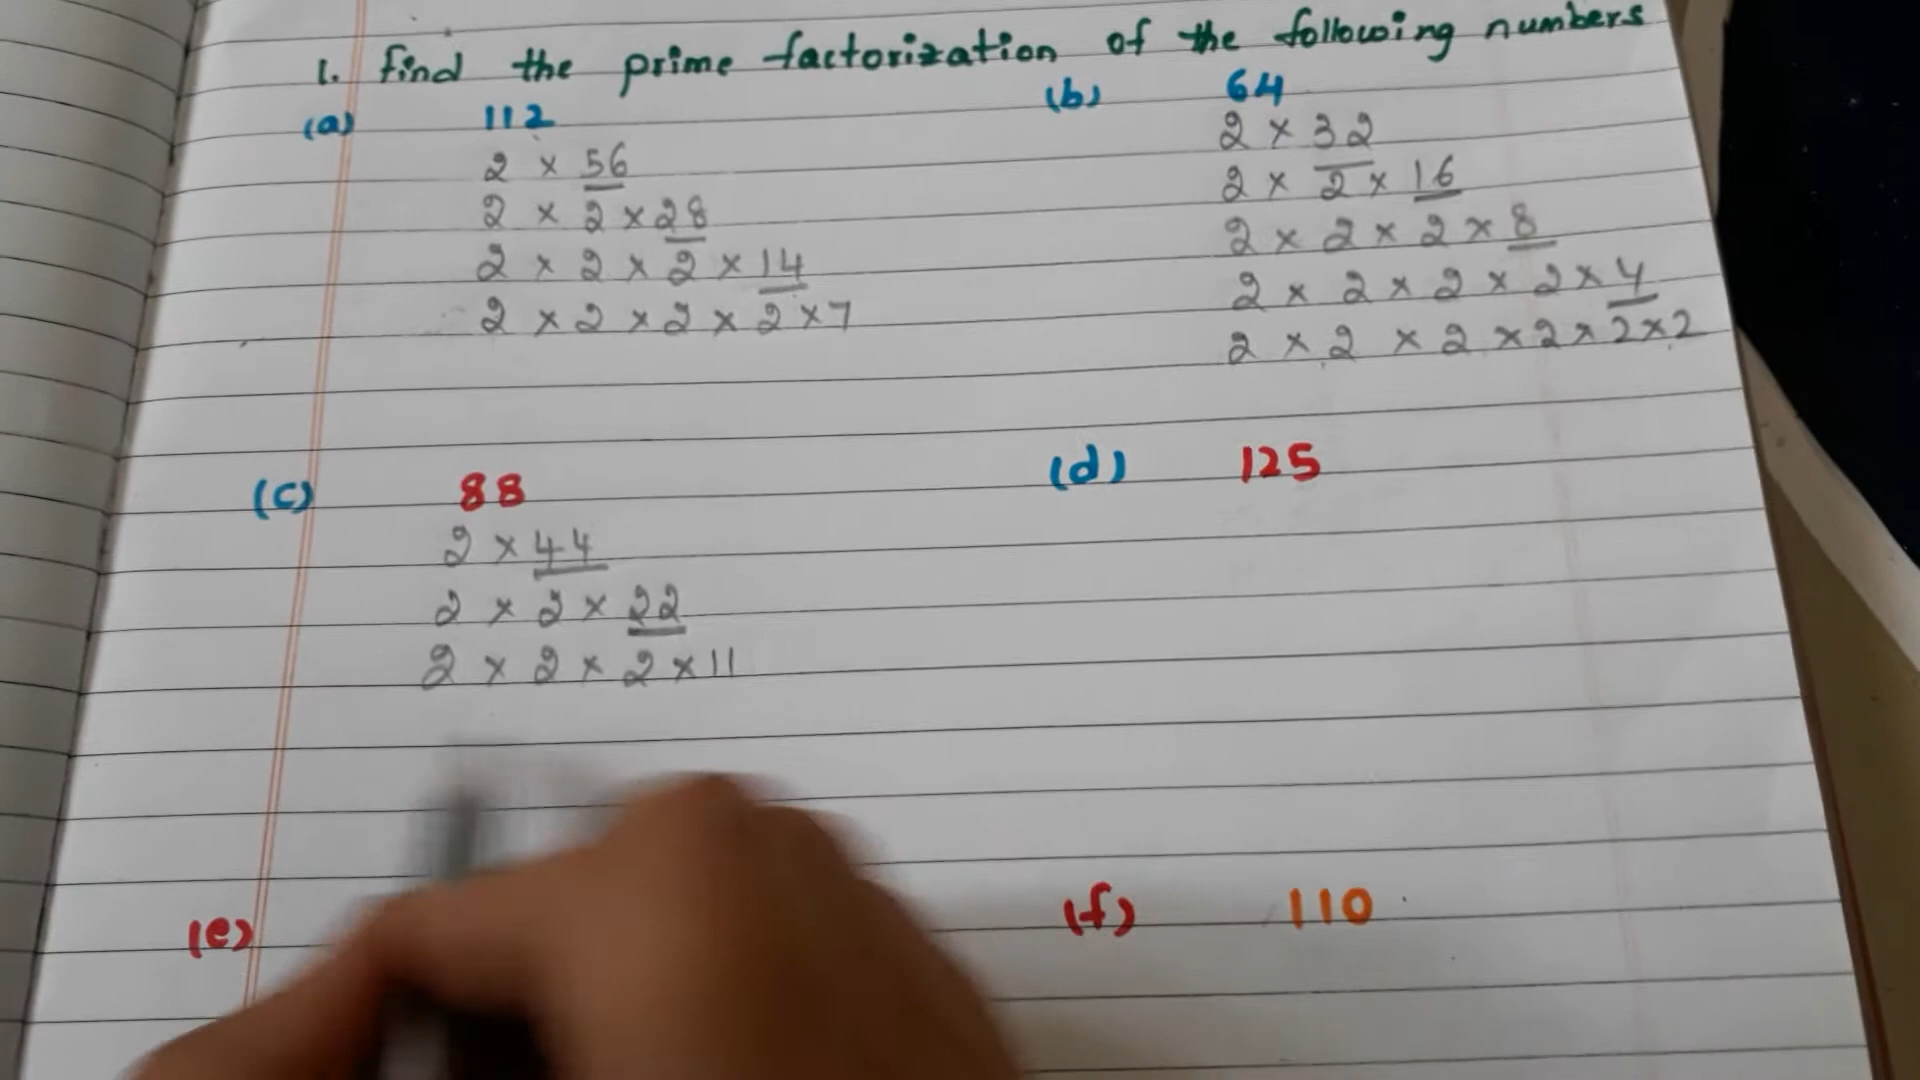 1. find the prime factorization of the following numbers
(a) 112
2 × 56
2 × 2 × 28
2 × 2 × 2 × 14
2 × 2 × 2 × 2 × 7
(b) 64
2 × 32
2 × 2 × 16
2 × 2 × 2 × 8
2 × 2 × 2 × 2 × 4
2 × 2 × 2 × 2 × 2 × 2
(c) 88
2 × 44
2 × 2 × 22
2 × 2 × 2 × 11
(d) 125
(e)
(f) 110